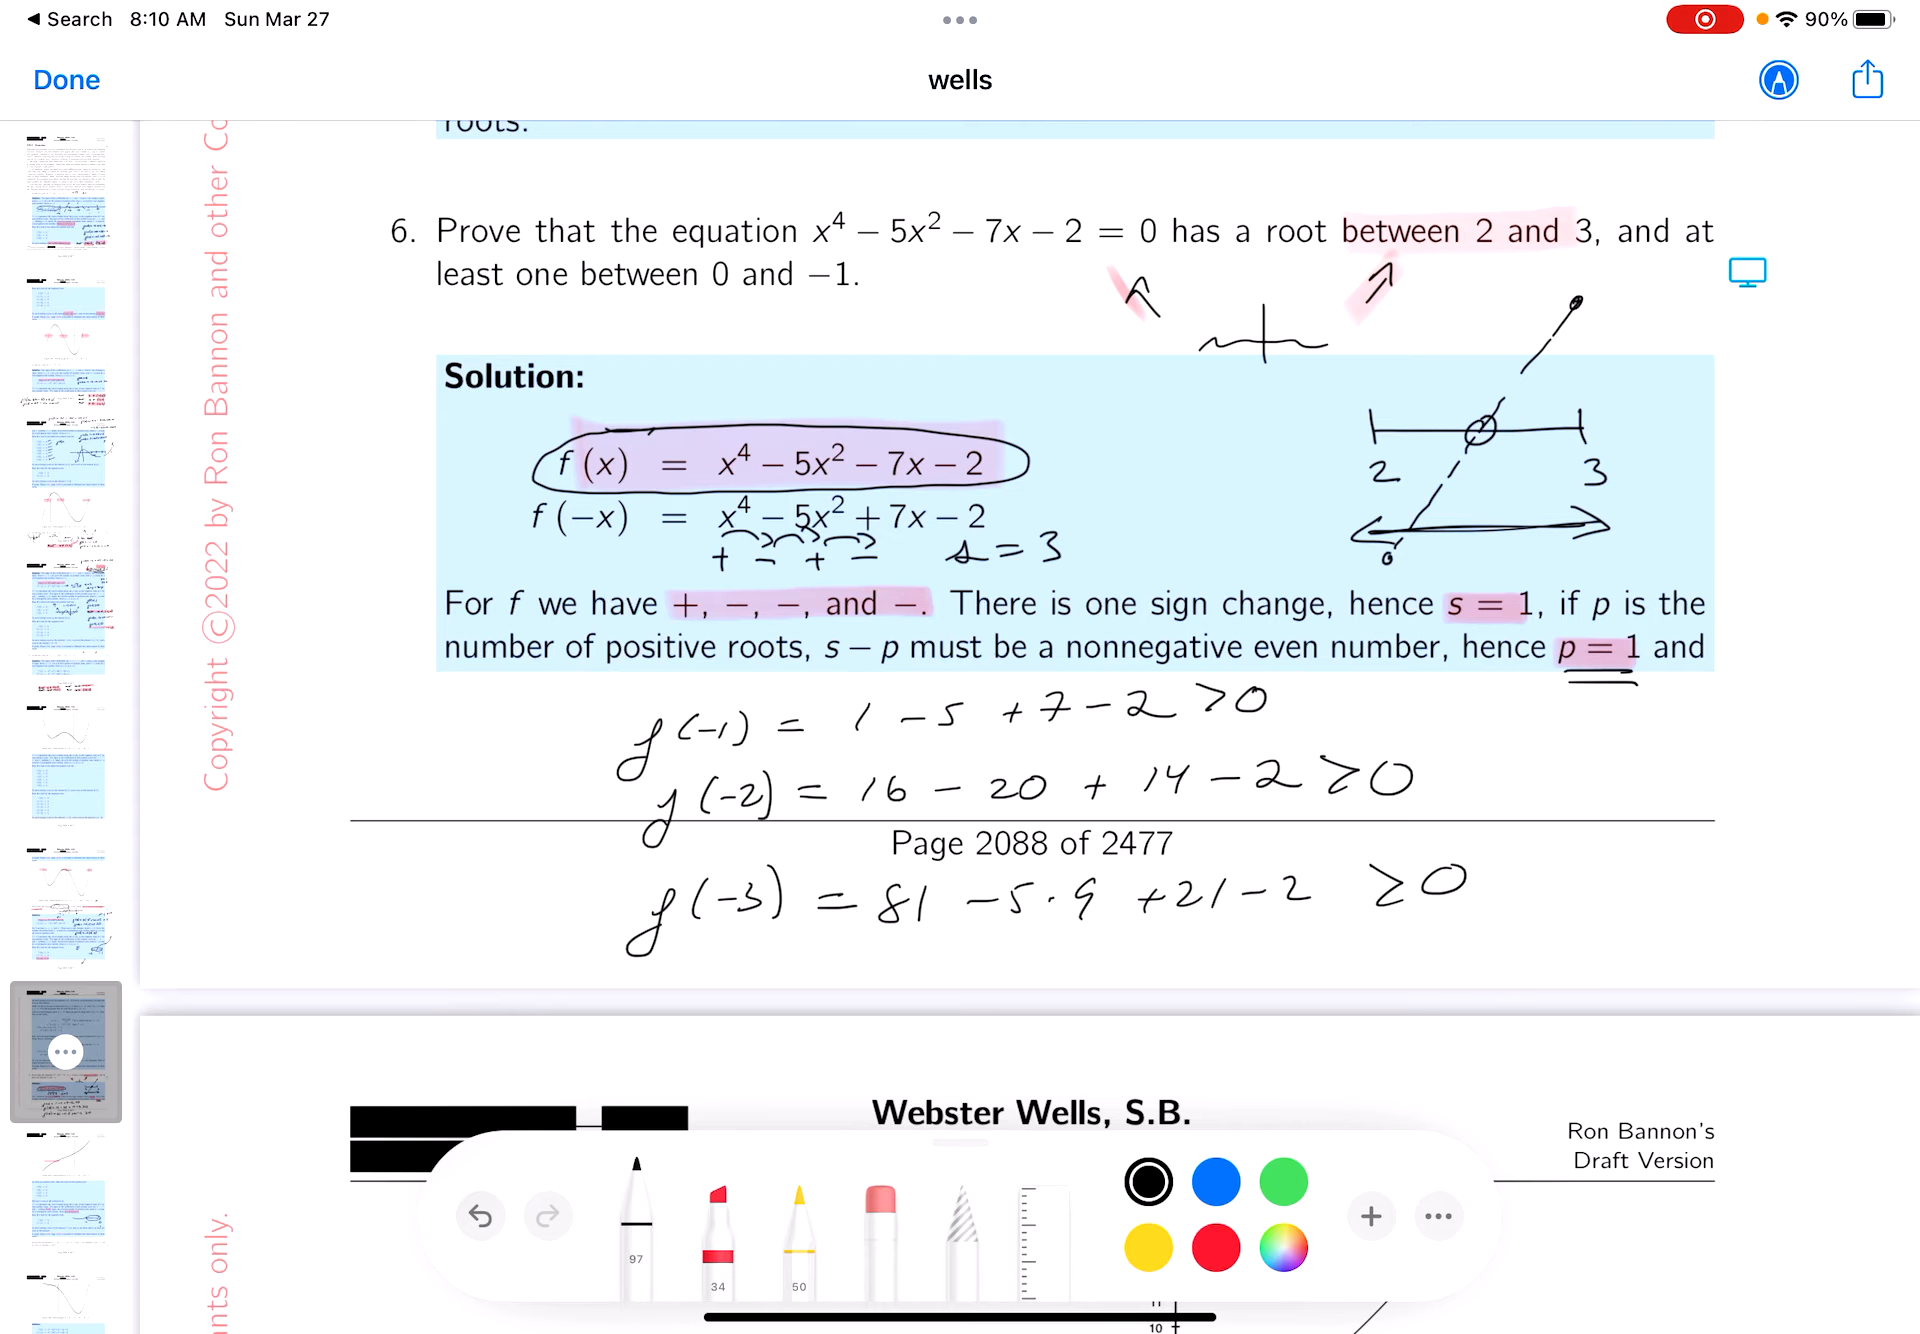 ◀ Search 8:10 AM Sun Mar 27 90%
Done wells
roots.
Copyright ©2022 by Ron Bannon and other Co
6. Prove that the equation x⁴ − 5x² − 7x − 2 = 0 has a root between 2 and 3, and at
least one between 0 and −1.
Solution:
f (x) = x⁴ − 5x² − 7x − 2
2 3
f (−x) = x⁴ − 5x² + 7x − 2
+ − + − s = 3
For f we have +, −, −, and −. There is one sign change, hence s = 1, if p is the
number of positive roots, s − p must be a nonnegative even number, hence p = 1 and
f(-1) = 1 - 5 + 7 - 2 > 0
f(-2) = 16 - 20 + 14 - 2 ≥ 0
Page 2088 of 2477
f(-3) = 81 - 5·9 + 21 - 2 ≥ 0
Webster Wells, S.B.
Ron Bannon's
Draft Version
97
34 50
nts only.
11
10